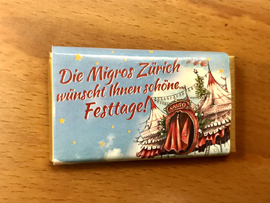 Die Migros Zürich
wünscht Ihnen schöne
Festtage!